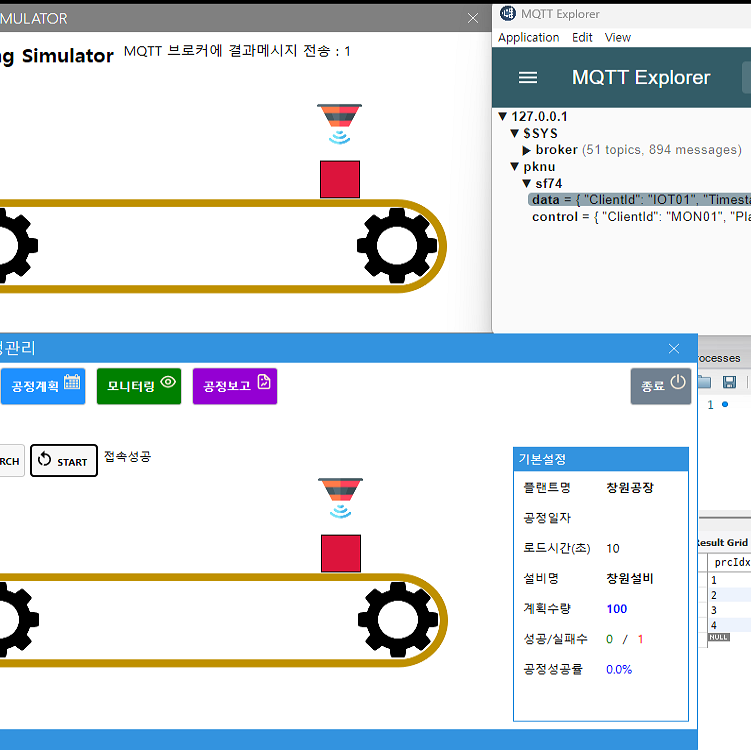 MULATOR
g Simulator
MQTT 브로커에 결과메시지 전송 : 1
MQTT Explorer
Application Edit View
MQTT Explorer
127.0.0.1
$SYS
broker (51 topics, 894 messages)
pknu
sf74
data = { "ClientId": "IOT01", "Timesta
control = { "ClientId": "MON01", "Pla
관리
공정계획
모니터링
공정보고
종료
RCH
START
접속성공
기본설정
플랜트명 창원공장
공정일자
로드시간(초) 10
설비명 창원설비
계획수량 100
성공/실패수 0 / 1
공정성공률 0.0%
ocesses
1
Result Grid
prcIdx
1
2
3
4
NULL